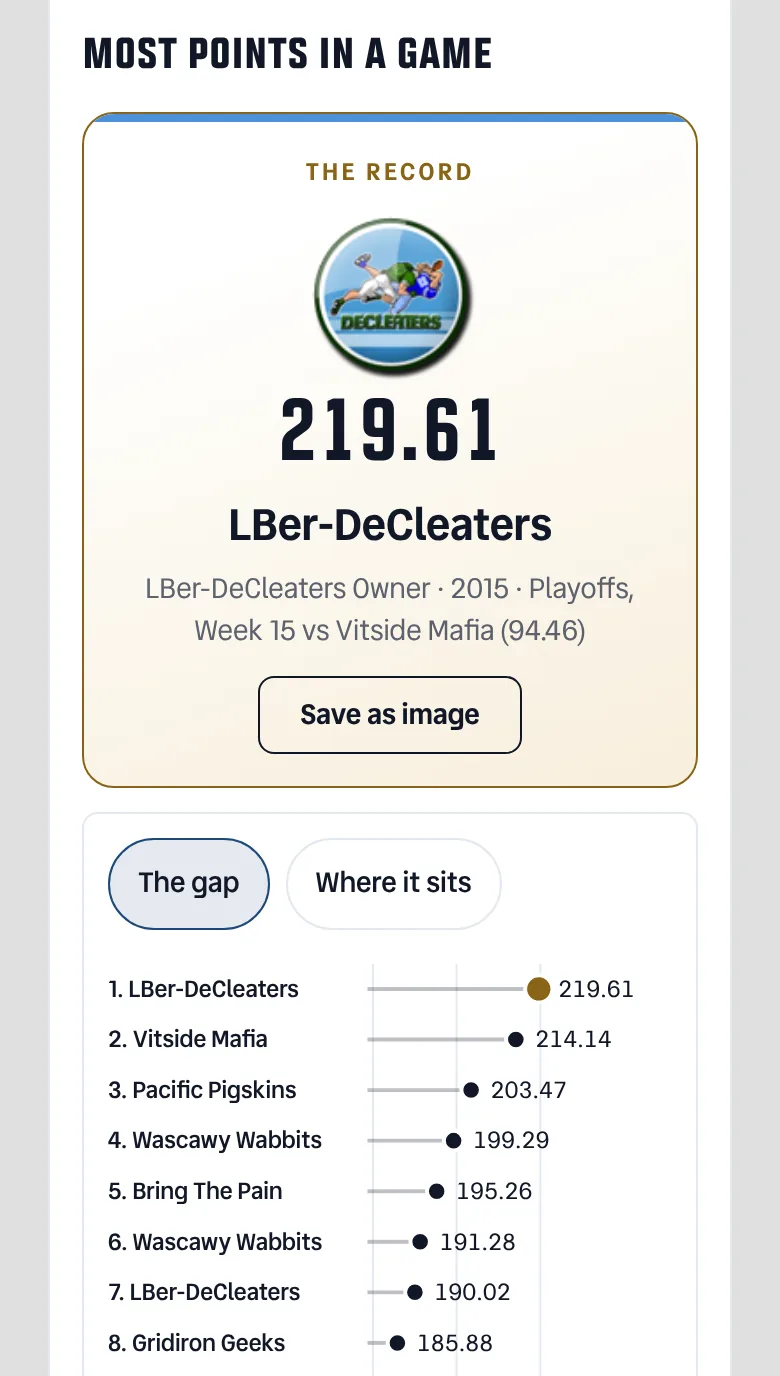 MOST POINTS IN A GAME
THE RECORD
DECLEATERS
219.61
LBer-DeCleaters
LBer-DeCleaters Owner · 2015 · Playoffs,
Week 15 vs Vitside Mafia (94.46)
Save as image
The gap
Where it sits
1. LBer-DeCleaters 219.61
2. Vitside Mafia 214.14
3. Pacific Pigskins 203.47
4. Wascawy Wabbits 199.29
5. Bring The Pain 195.26
6. Wascawy Wabbits 191.28
7. LBer-DeCleaters 190.02
8. Gridiron Geeks 185.88